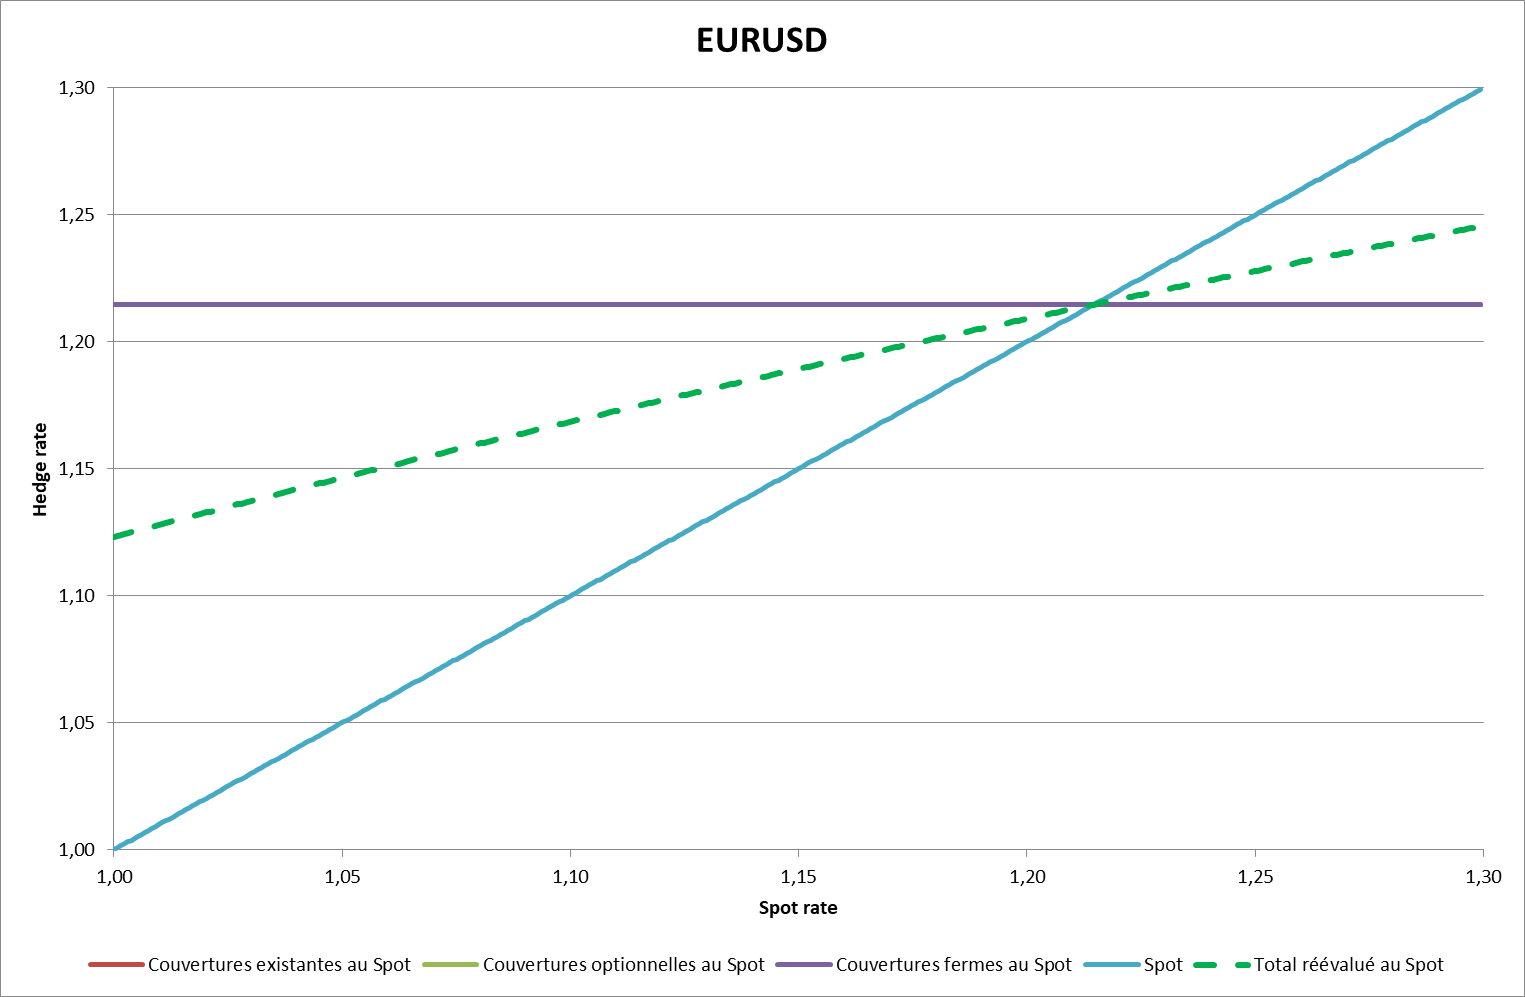 EURUSD
1,30
1,25
1,20
1,15
1,10
1,05
1,00
Hedge rate
1,00 1,05 1,10 1,15 1,20 1,25 1,30
Spot rate
Couvertures existantes au Spot Couvertures optionnelles au Spot Couvertures fermes au Spot Spot Total réévalué au Spot